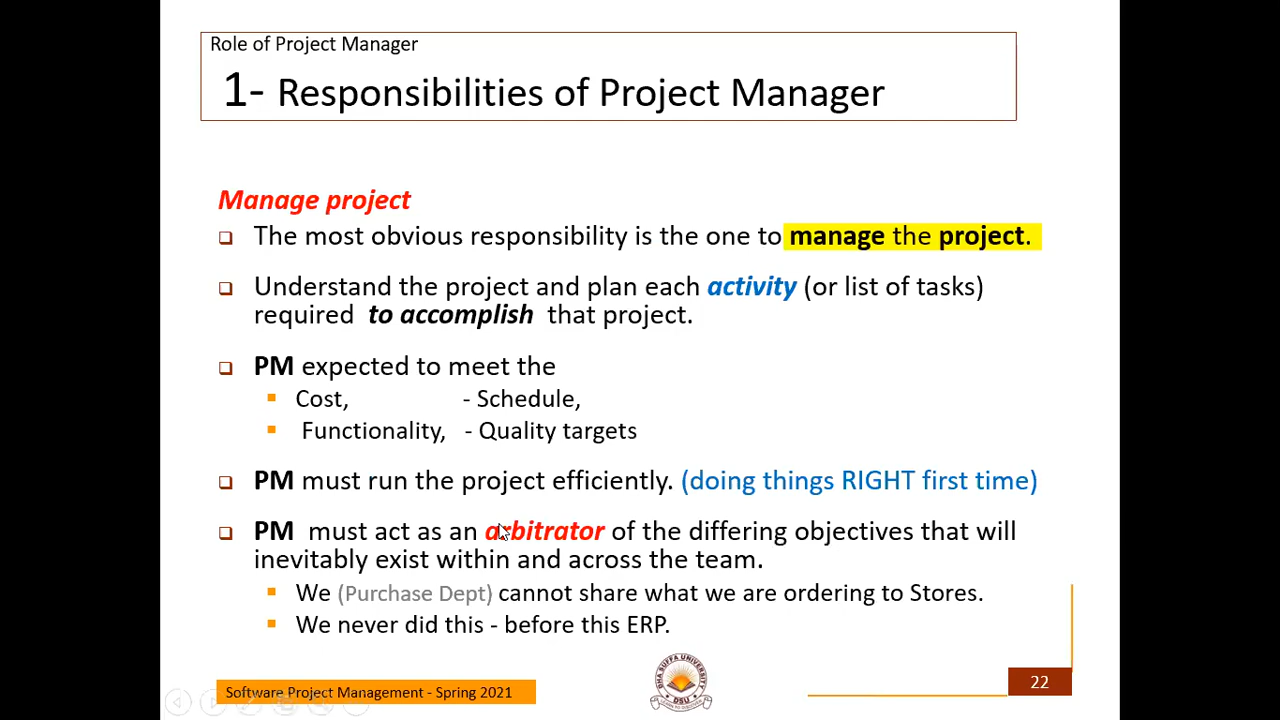 Role of Project Manager
1- Responsibilities of Project Manager
Manage project
The most obvious responsibility is the one to manage the project.
Understand the project and plan each activity (or list of tasks)
required to accomplish that project.
PM expected to meet the
Cost, - Schedule,
Functionality, - Quality targets
PM must run the project efficiently. (doing things RIGHT first time)
PM must act as an arbitrator of the differing objectives that will
inevitably exist within and across the team.
We (Purchase Dept) cannot share what we are ordering to Stores.
We never did this - before this ERP.
Software Project Management - Spring 2021
DHA SUFFA UNIVERSITY
DSU
22